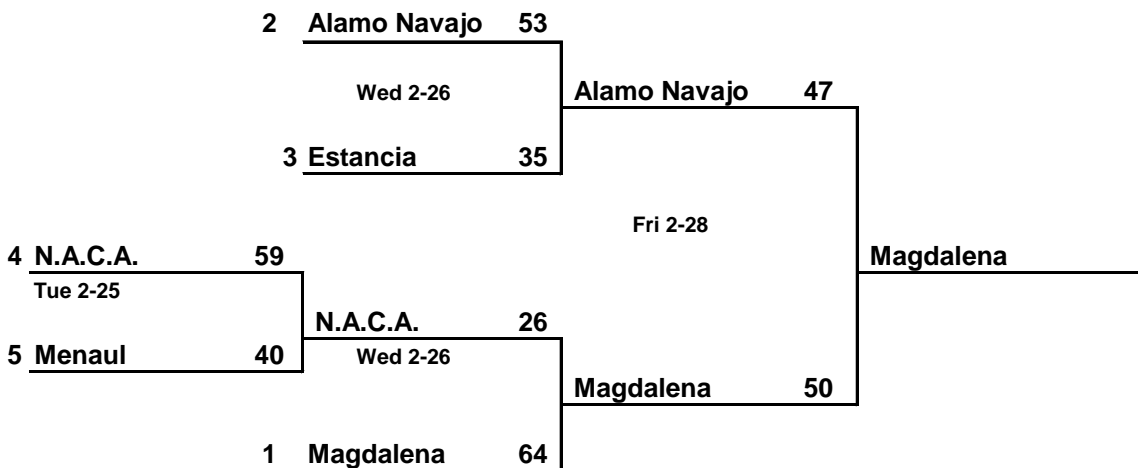 2 Alamo Navajo 53
Wed 2-26
Alamo Navajo 47
3 Estancia 35
Fri 2-28
4 N.A.C.A. 59
Magdalena
Tue 2-25
N.A.C.A. 26
5 Menaul 40
Wed 2-26
Magdalena 50
1 Magdalena 64